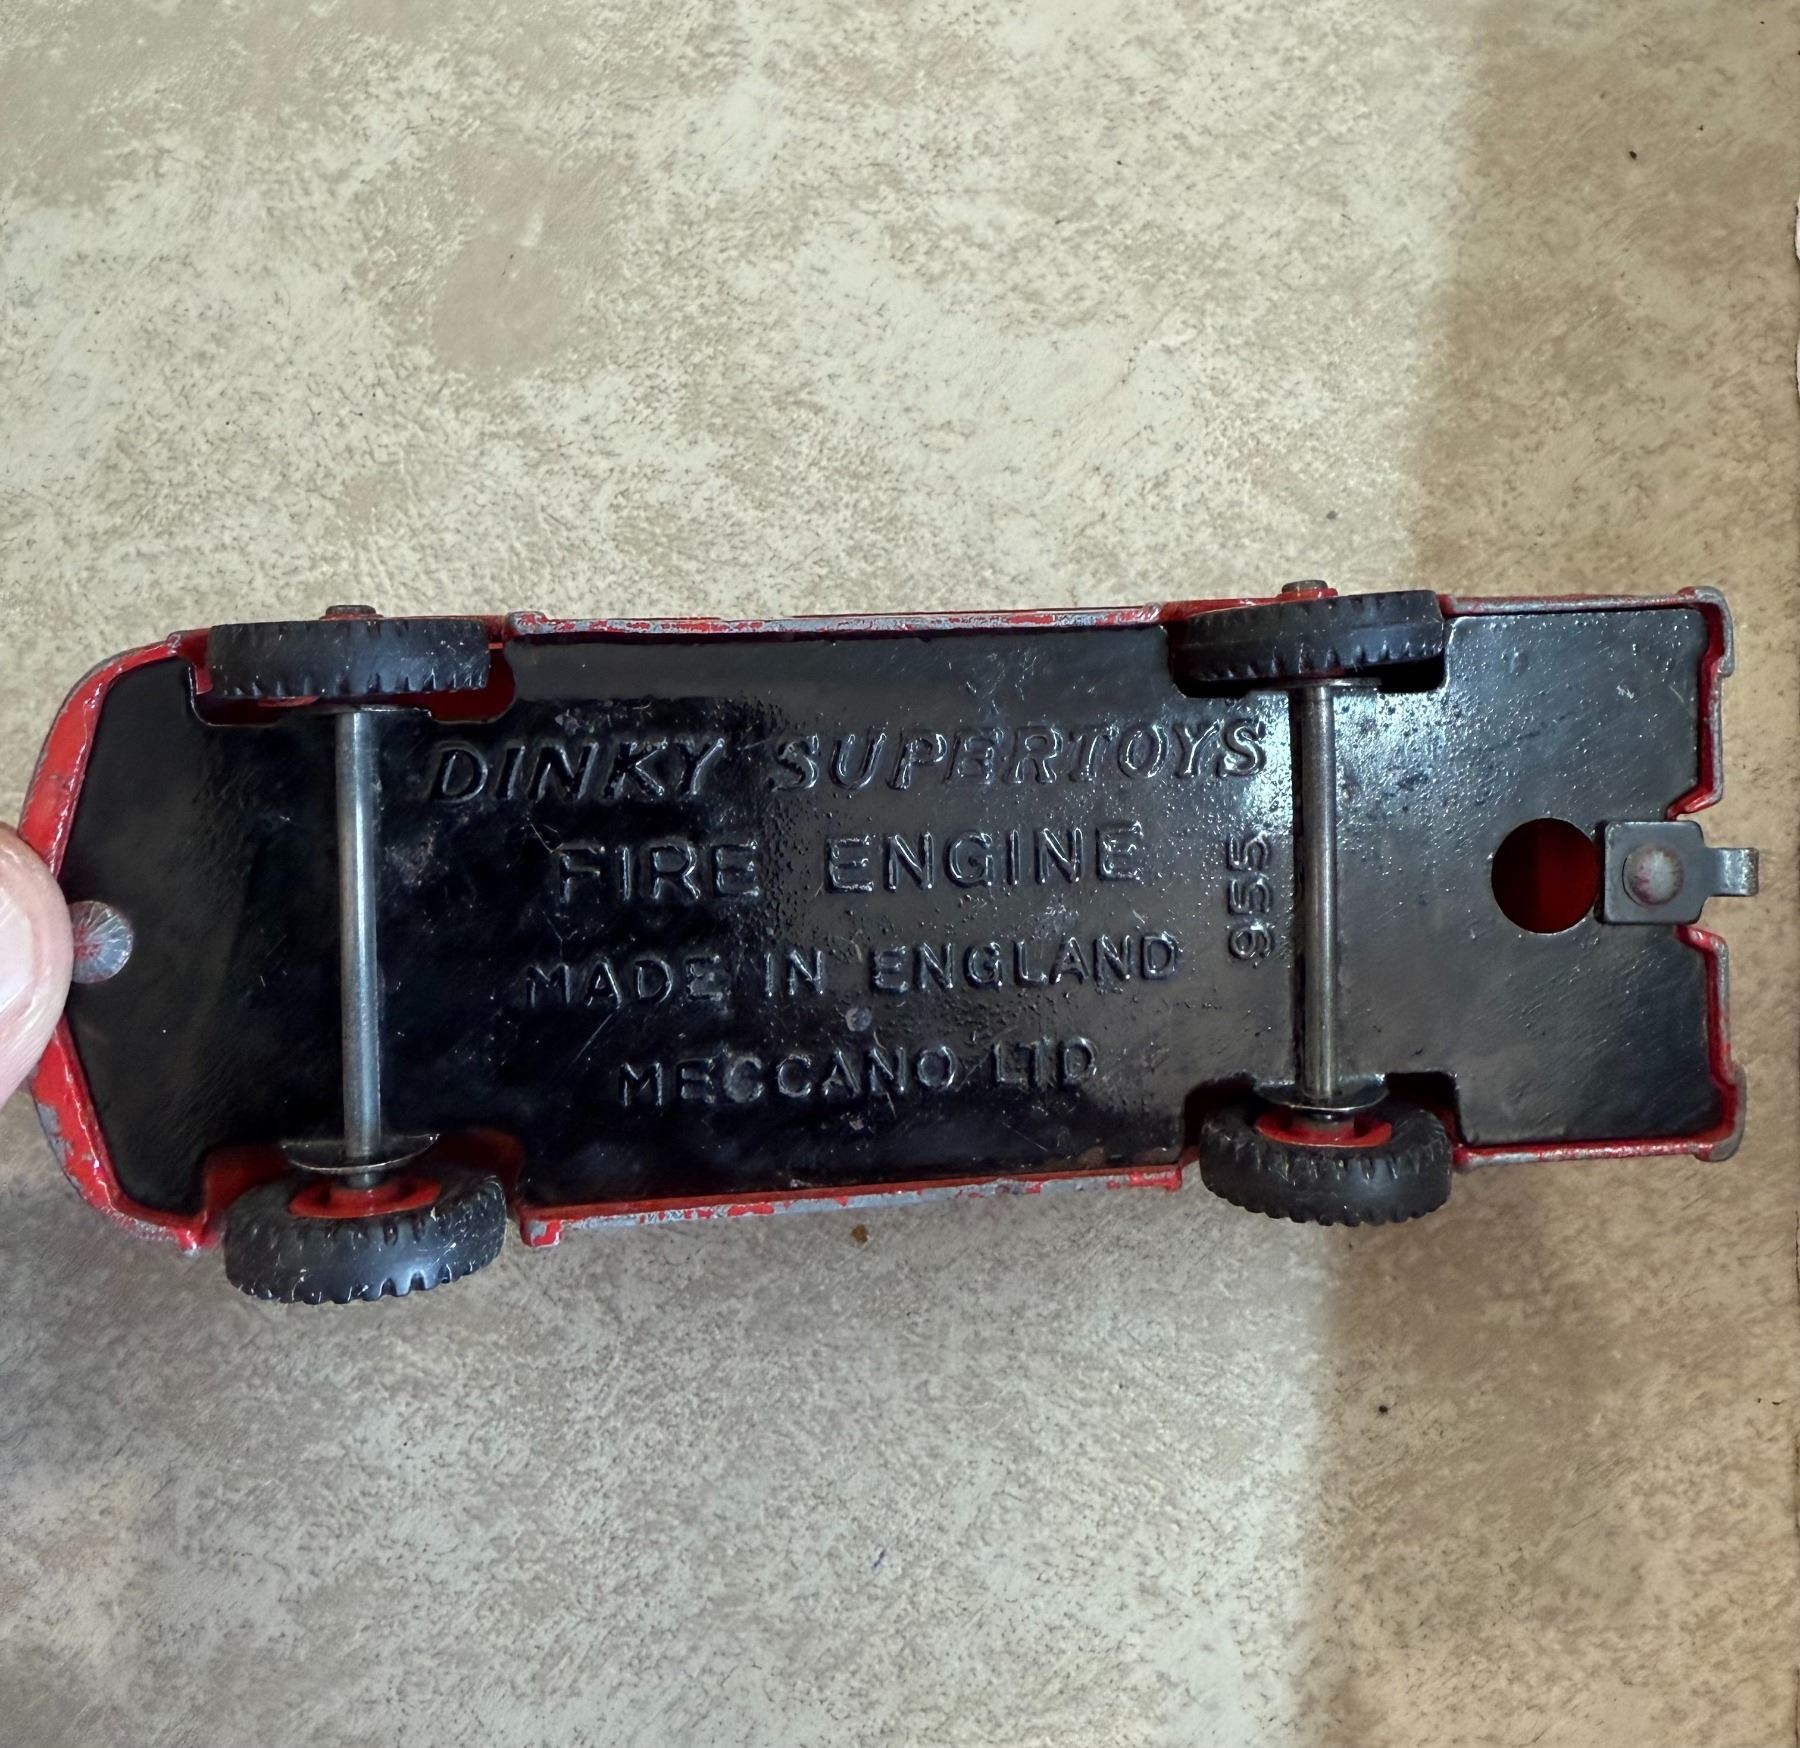 DINKY SUPERTOYS
FIRE ENGINE
MADE IN ENGLAND
MECCANO LTD
955